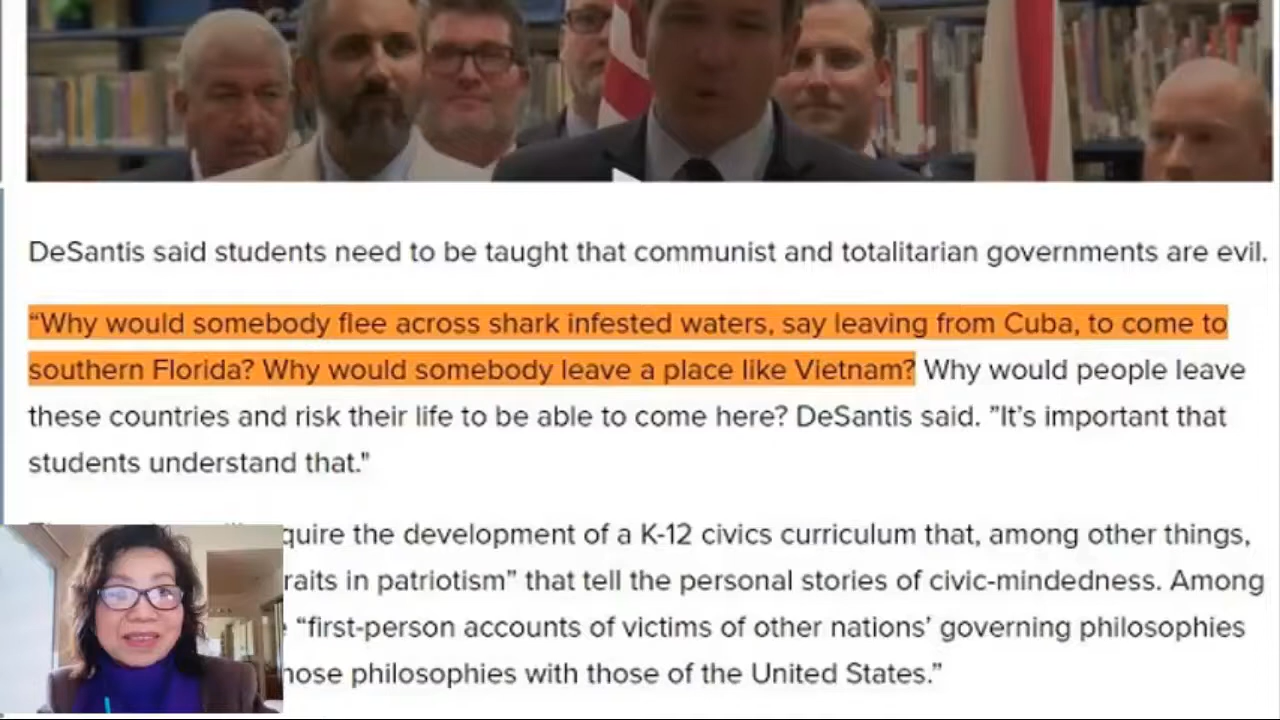 DeSantis said students need to be taught that communist and totalitarian governments are evil.
“Why would somebody flee across shark infested waters, say leaving from Cuba, to come to
southern Florida? Why would somebody leave a place like Vietnam? Why would people leave
these countries and risk their life to be able to come here? DeSantis said. ”It’s important that
students understand that."
quire the development of a K-12 civics curriculum that, among other things,
raits in patriotism” that tell the personal stories of civic-mindedness. Among
“first-person accounts of victims of other nations’ governing philosophies
hose philosophies with those of the United States.”